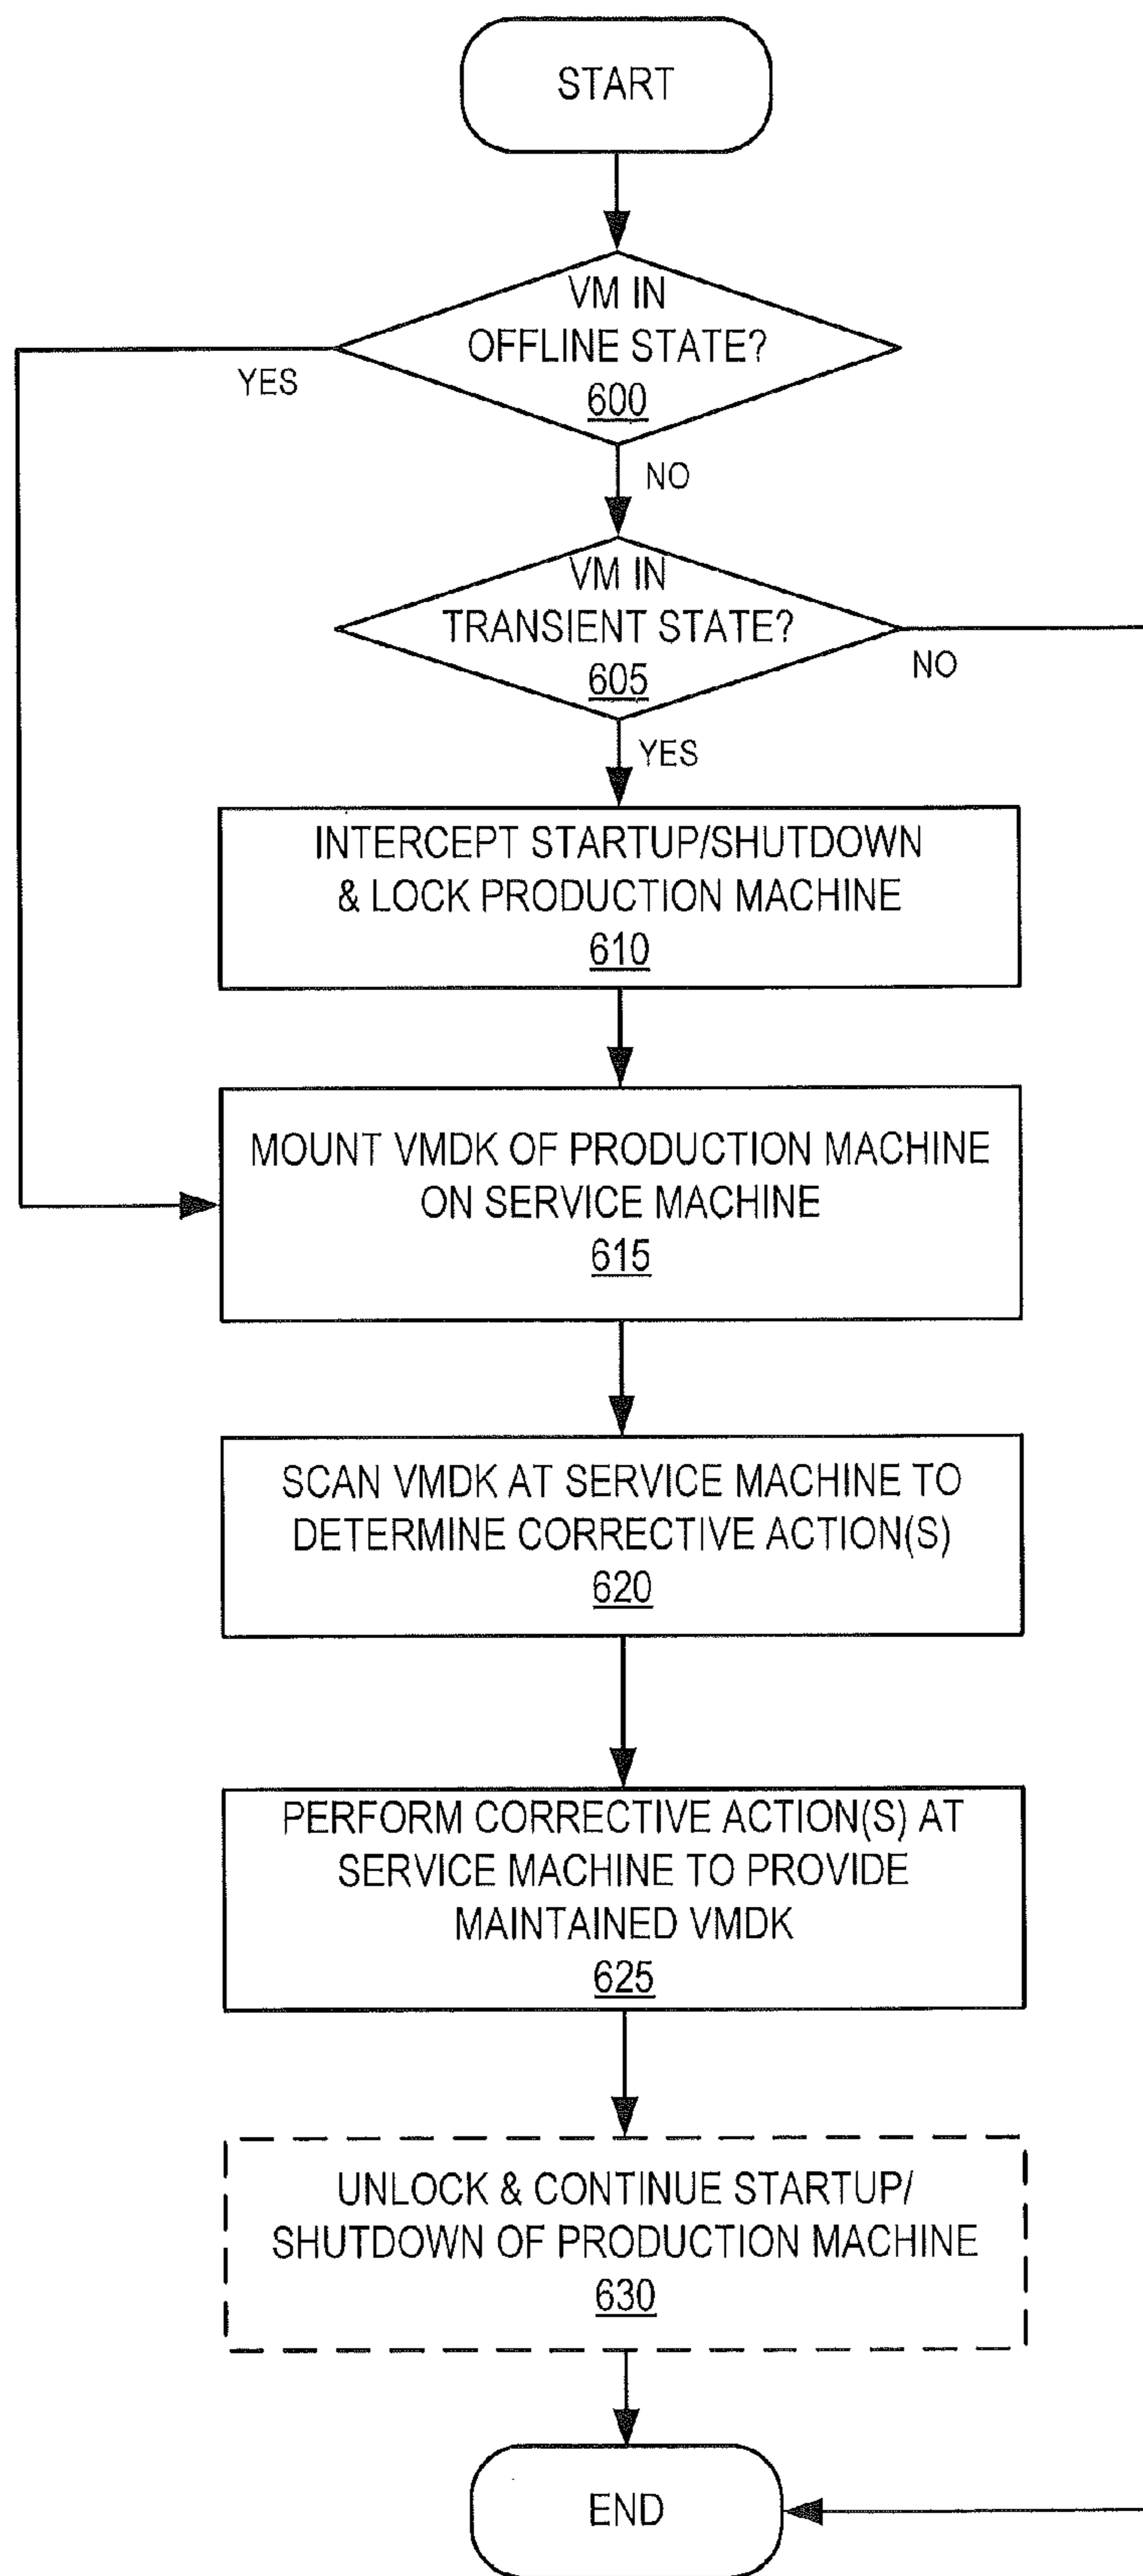 START
VM IN
OFFLINE STATE?
600
YES
NO
VM IN
TRANSIENT STATE?
605
NO
YES
INTERCEPT STARTUP/SHUTDOWN
& LOCK PRODUCTION MACHINE
610
MOUNT VMDK OF PRODUCTION MACHINE
ON SERVICE MACHINE
615
SCAN VMDK AT SERVICE MACHINE TO
DETERMINE CORRECTIVE ACTION(S)
620
PERFORM CORRECTIVE ACTION(S) AT
SERVICE MACHINE TO PROVIDE
MAINTAINED VMDK
625
UNLOCK & CONTINUE STARTUP/
SHUTDOWN OF PRODUCTION MACHINE
630
END